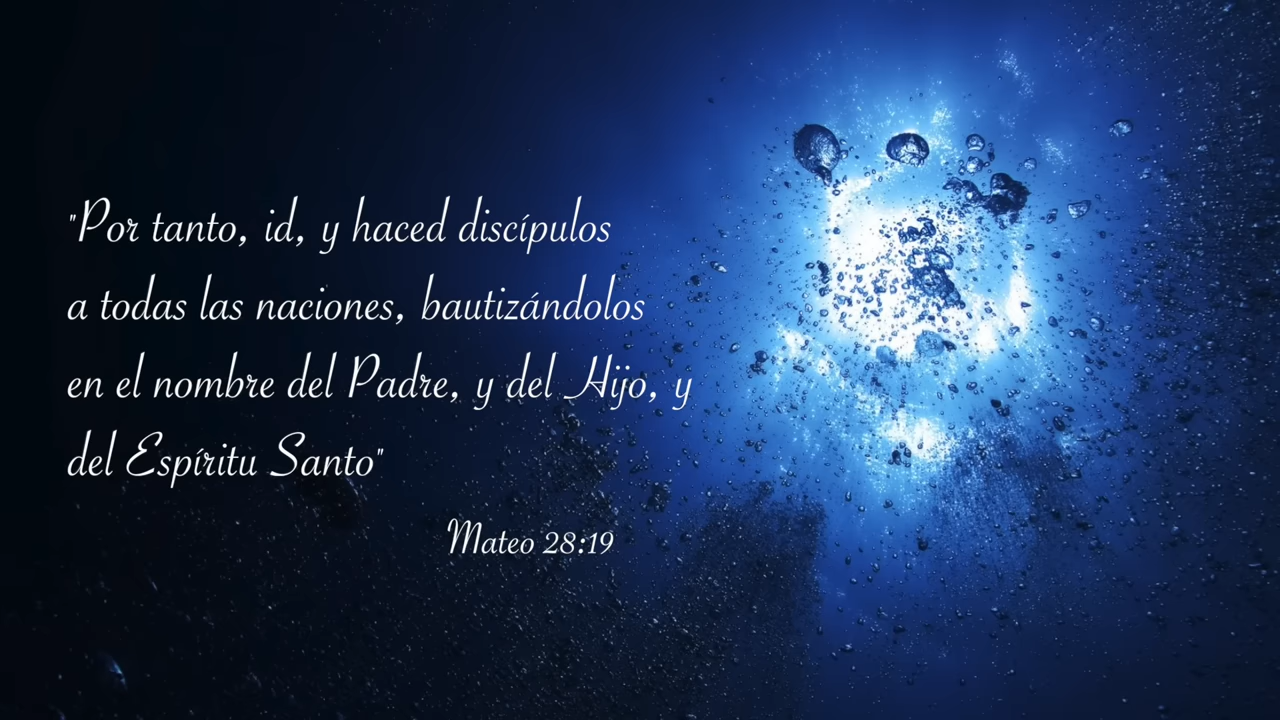 "Por tanto, id, y haced discípulos
a todas las naciones, bautizándolos
en el nombre del Padre, y del Hijo, y
del Espíritu Santo"
Mateo 28:19